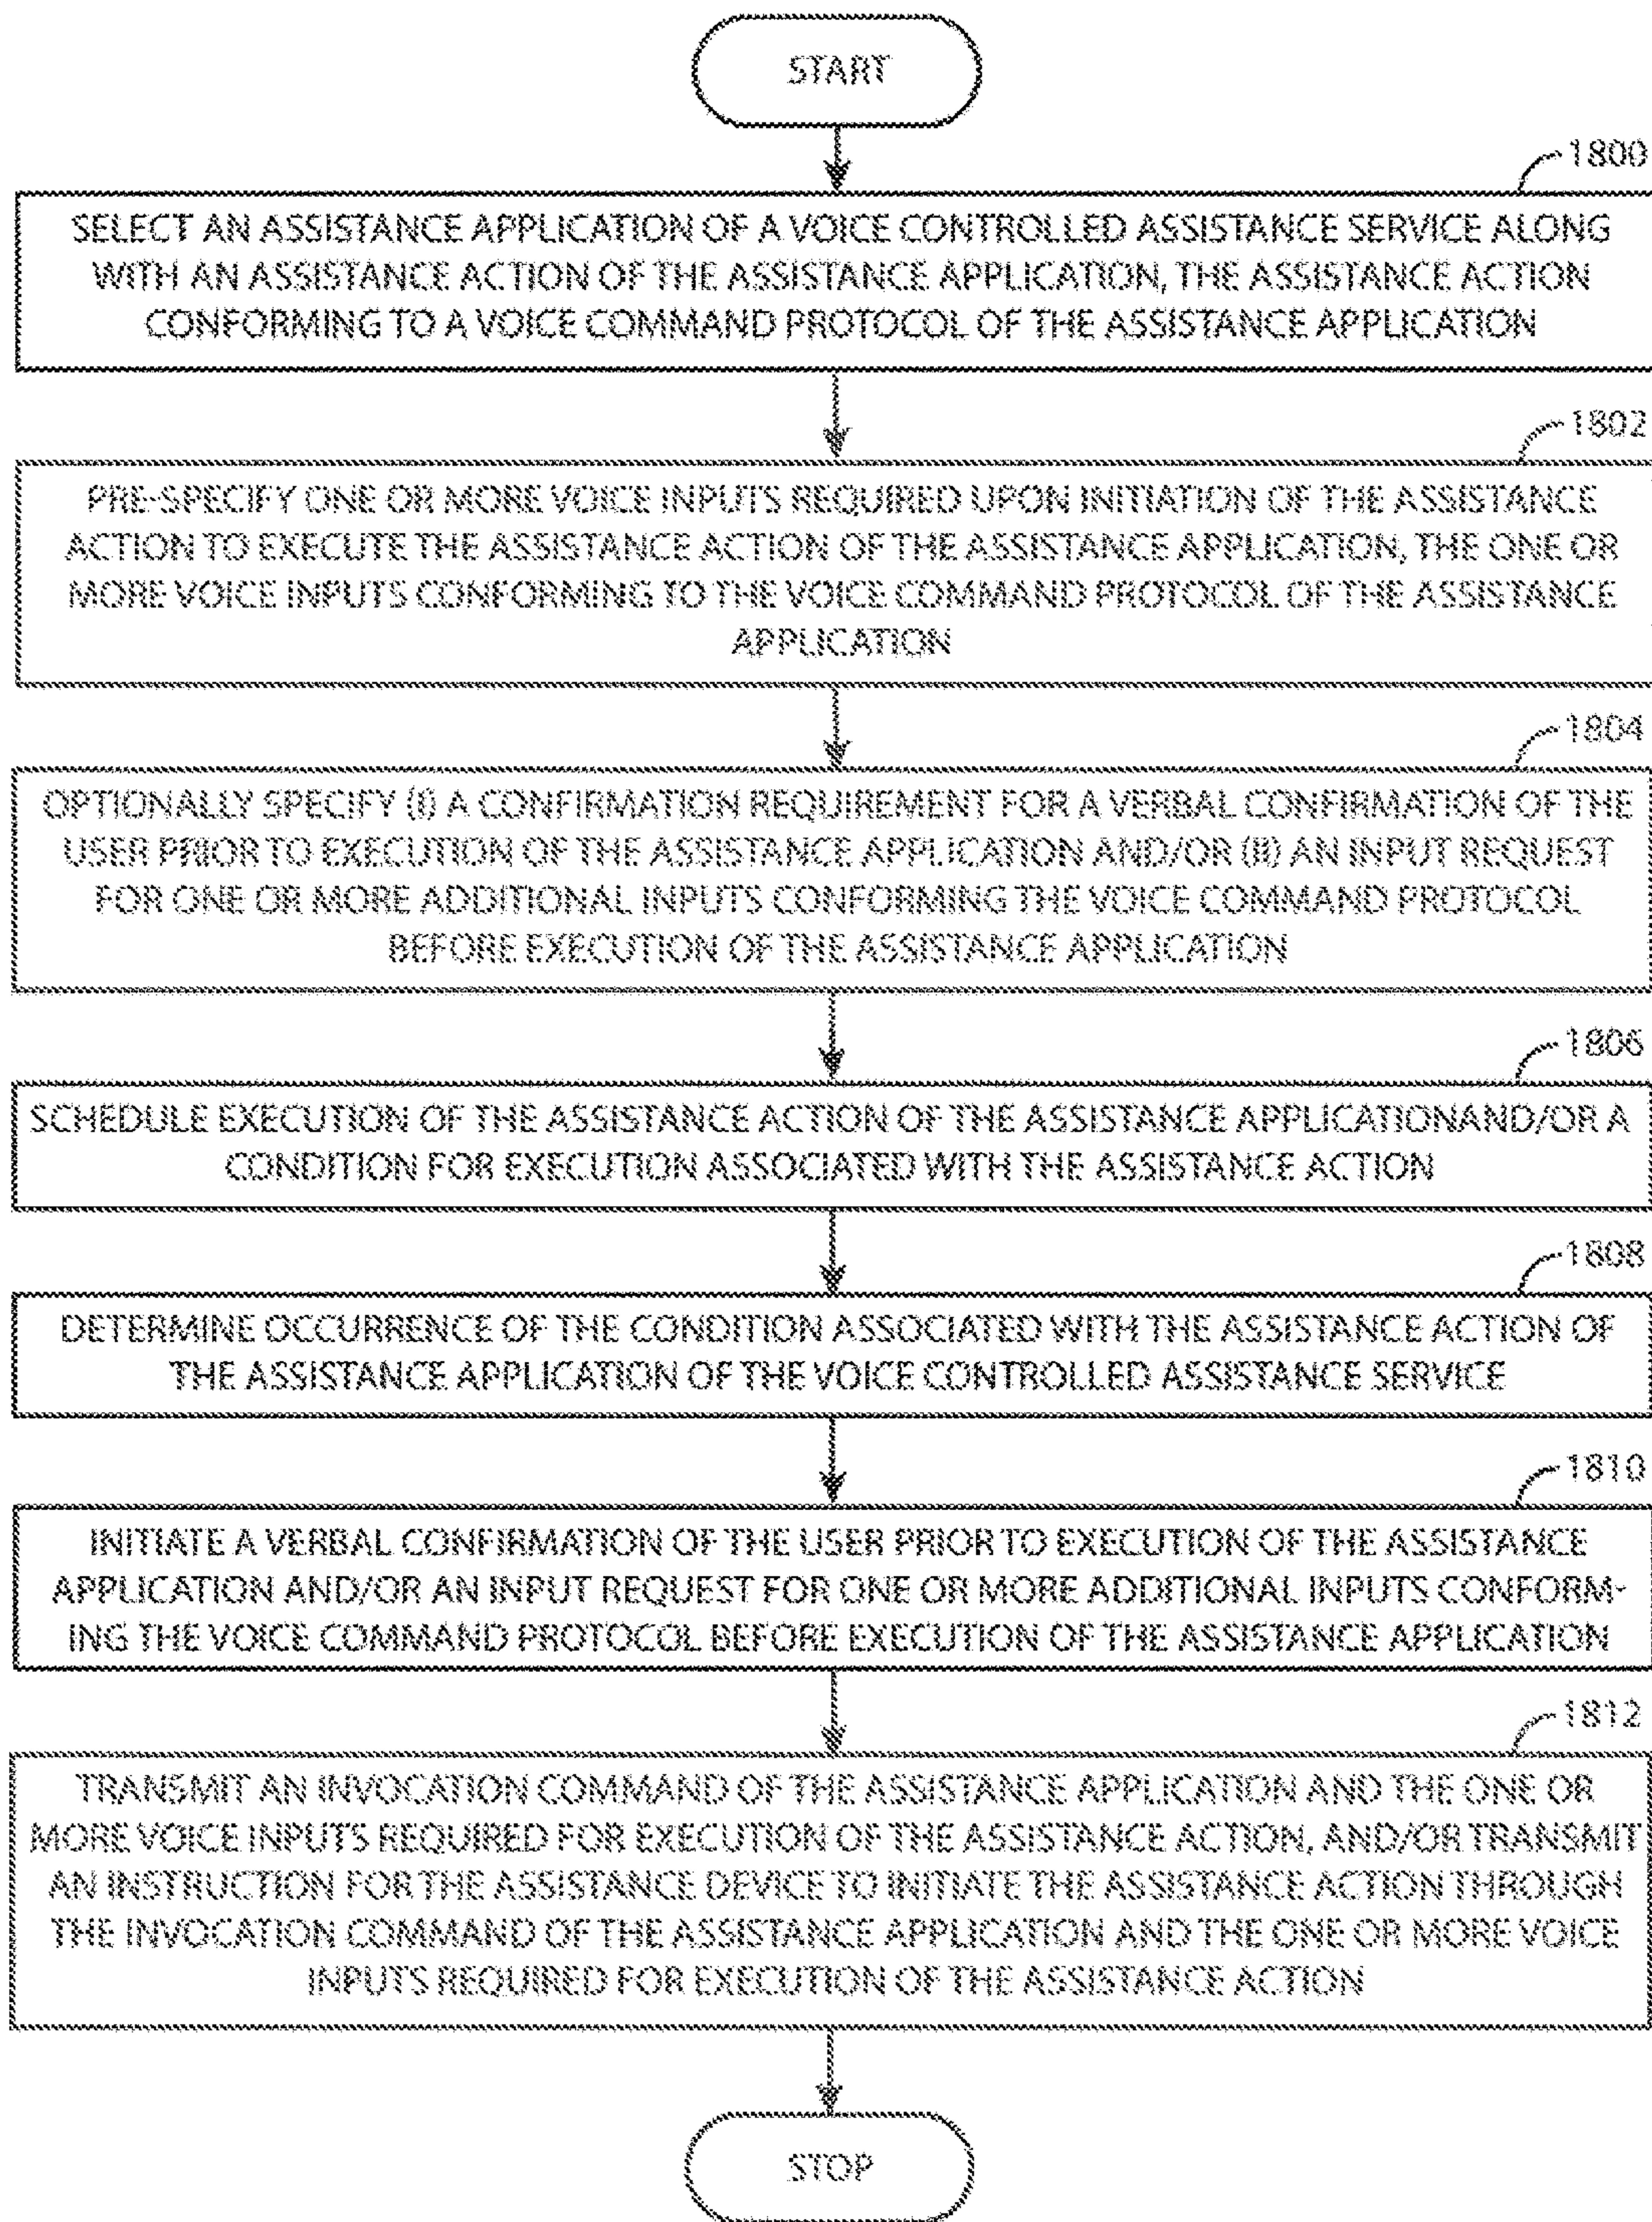 START
1800
SELECT AN ASSISTANCE APPLICATION OF A VOICE CONTROLLED ASSISTANCE SERVICE ALONG
WITH AN ASSISTANCE ACTION OF THE ASSISTANCE APPLICATION, THE ASSISTANCE ACTION
CONFORMING TO A VOICE COMMAND PROTOCOL OF THE ASSISTANCE APPLICATION
1802
PRE-SPECIFY ONE OR MORE VOICE INPUTS REQUIRED UPON INITIATION OF THE ASSISTANCE
ACTION TO EXECUTE THE ASSISTANCE ACTION OF THE ASSISTANCE APPLICATION, THE ONE OR
MORE VOICE INPUTS CONFORMING TO THE VOICE COMMAND PROTOCOL OF THE ASSISTANCE
APPLICATION
1804
OPTIONALLY SPECIFY (I) A CONFIRMATION REQUIREMENT FOR A VERBAL CONFIRMATION OF THE
USER PRIOR TO EXECUTION OF THE ASSISTANCE APPLICATION AND/OR (II) AN INPUT REQUEST
FOR ONE OR MORE ADDITIONAL INPUTS CONFORMING THE VOICE COMMAND PROTOCOL
BEFORE EXECUTION OF THE ASSISTANCE APPLICATION
1806
SCHEDULE EXECUTION OF THE ASSISTANCE ACTION OF THE ASSISTANCE APPLICATIONAND/OR A
CONDITION FOR EXECUTION ASSOCIATED WITH THE ASSISTANCE ACTION
1808
DETERMINE OCCURRENCE OF THE CONDITION ASSOCIATED WITH THE ASSISTANCE ACTION OF
THE ASSISTANCE APPLICATION OF THE VOICE CONTROLLED ASSISTANCE SERVICE
1810
INITIATE A VERBAL CONFIRMATION OF THE USER PRIOR TO EXECUTION OF THE ASSISTANCE
APPLICATION AND/OR AN INPUT REQUEST FOR ONE OR MORE ADDITIONAL INPUTS CONFORM-
ING THE VOICE COMMAND PROTOCOL BEFORE EXECUTION OF THE ASSISTANCE APPLICATION
1812
TRANSMIT AN INVOCATION COMMAND OF THE ASSISTANCE APPLICATION AND THE ONE OR
MORE VOICE INPUTS REQUIRED FOR EXECUTION OF THE ASSISTANCE ACTION, AND/OR TRANSMIT
AN INSTRUCTION FOR THE ASSISTANCE DEVICE TO INITIATE THE ASSISTANCE ACTION THROUGH
THE INVOCATION COMMAND OF THE ASSISTANCE APPLICATION AND THE ONE OR MORE VOICE
INPUTS REQUIRED FOR EXECUTION OF THE ASSISTANCE ACTION
STOP